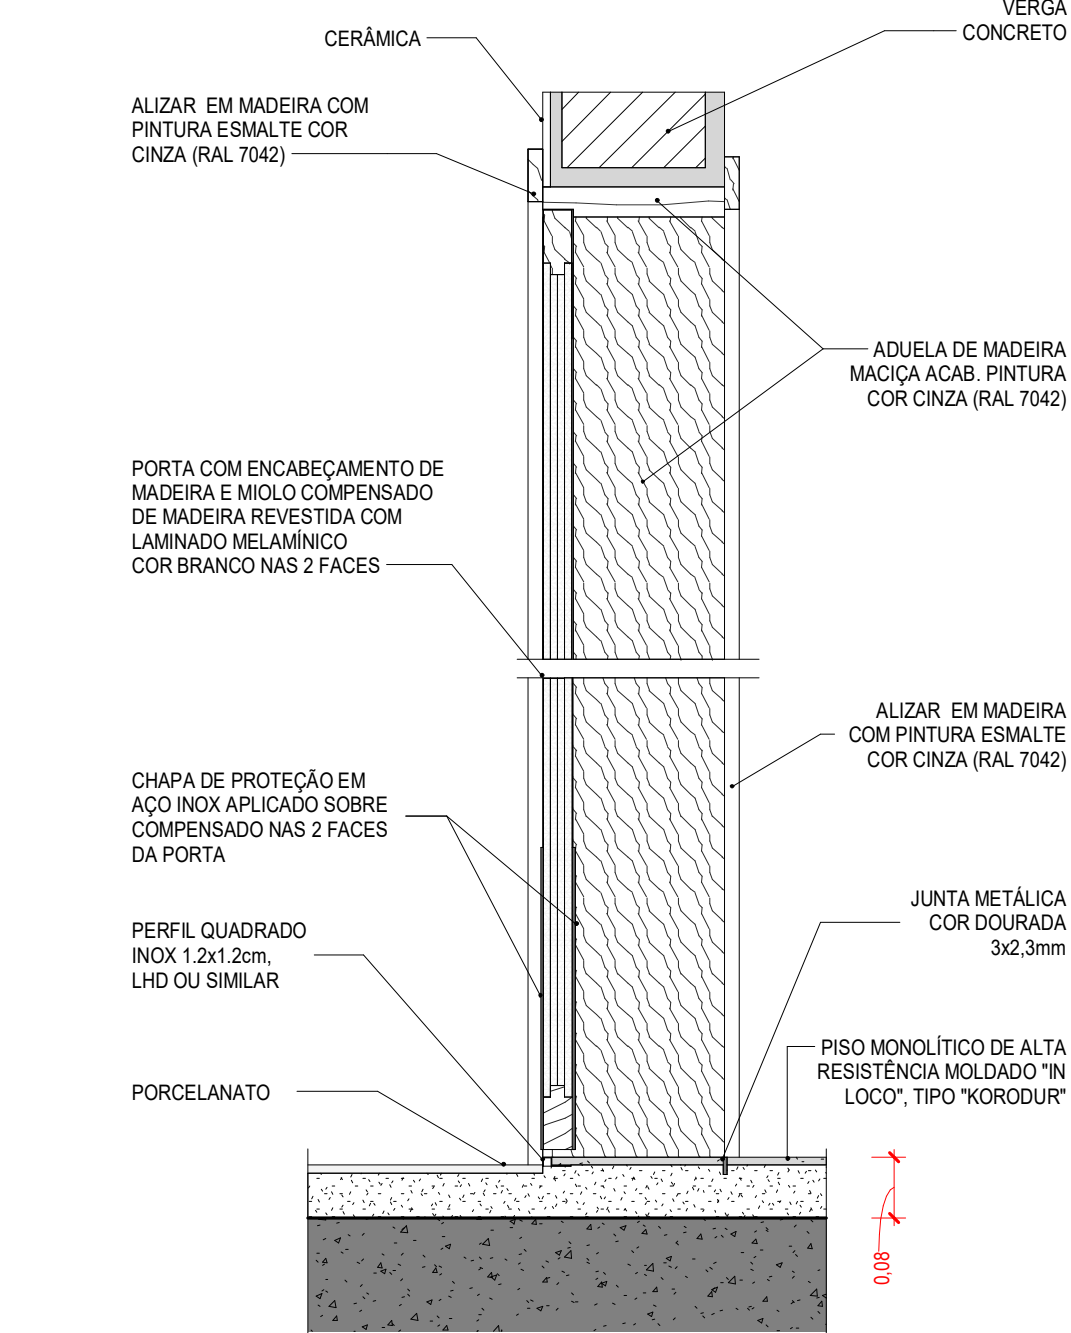 VERGA
CONCRETO
CERÂMICA
ALIZAR EM MADEIRA COM
PINTURA ESMALTE COR
CINZA (RAL 7042)
ADUELA DE MADEIRA
MACIÇA ACAB. PINTURA
COR CINZA (RAL 7042)
PORTA COM ENCABEÇAMENTO DE
MADEIRA E MIOLO COMPENSADO
DE MADEIRA REVESTIDA COM
LAMINADO MELAMÍNICO
COR BRANCO NAS 2 FACES
ALIZAR EM MADEIRA
COM PINTURA ESMALTE
COR CINZA (RAL 7042)
CHAPA DE PROTEÇÃO EM
AÇO INOX APLICADO SOBRE
COMPENSADO NAS 2 FACES
DA PORTA
JUNTA METÁLICA
COR DOURADA
3x2,3mm
PERFIL QUADRADO
INOX 1.2x1.2cm,
LHD OU SIMILAR
PISO MONOLÍTICO DE ALTA
RESISTÊNCIA MOLDADO "IN
LOCO", TIPO "KORODUR"
PORCELANATO
0,08